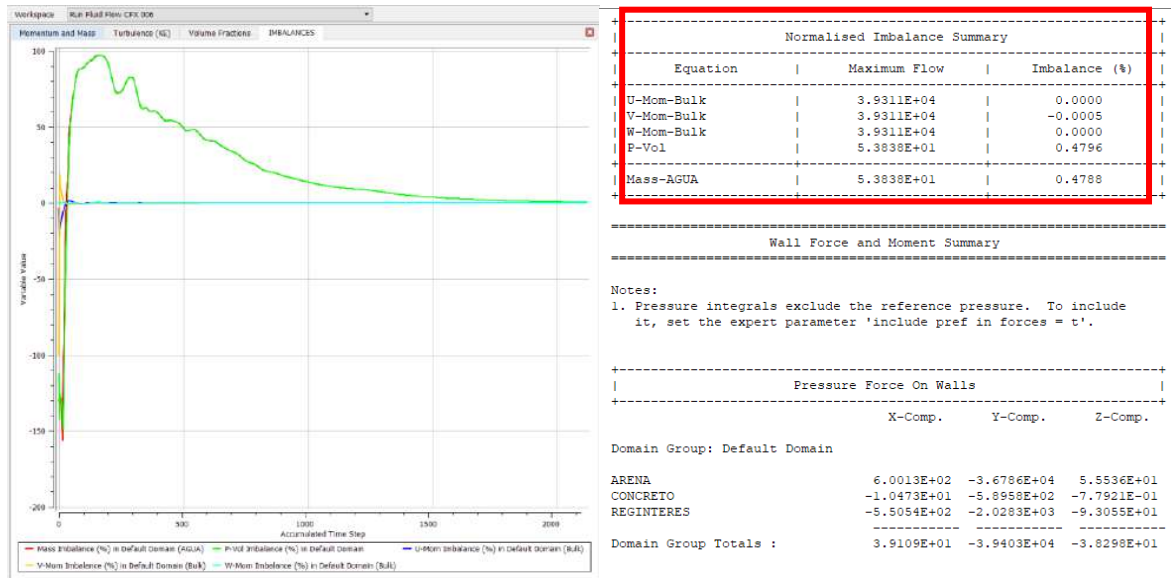 Workspace Run Fluid Flow CFX 006
Momentum and Mass Turbulence (KE) Volume Fractions IMBALANCES
100
50
0
-50
-100
-150
-200
Variable Value
0 500 1000 1500 2000
Accumulated Time Step
Mass Imbalance (%) in Default Domain (AGUA) P-Vol Imbalance (%) in Default Domain U-Mom Imbalance (%) in Default Domain (Bulk)
V-Mom Imbalance (%) in Default Domain (Bulk) W-Mom Imbalance (%) in Default Domain (Bulk)
Normalised Imbalance Summary
Equation | Maximum Flow | Imbalance (%)
U-Mom-Bulk | 3.9311E+04 | 0.0000
V-Mom-Bulk | 3.9311E+04 | -0.0005
W-Mom-Bulk | 3.9311E+04 | 0.0000
P-Vol | 5.3838E+01 | 0.4796
Mass-AGUA | 5.3838E+01 | 0.4788
Wall Force and Moment Summary
Notes:
1. Pressure integrals exclude the reference pressure. To include
it, set the expert parameter 'include pref in forces = t'.
Pressure Force On Walls
X-Comp. Y-Comp. Z-Comp.
Domain Group: Default Domain
ARENA 6.0013E+02 -3.6786E+04 5.5536E+01
CONCRETO -1.0473E+01 -5.8958E+02 -7.7921E-01
REGINTERES -5.5054E+02 -2.0283E+03 -9.3055E+01
Domain Group Totals : 3.9109E+01 -3.9403E+04 -3.8298E+01